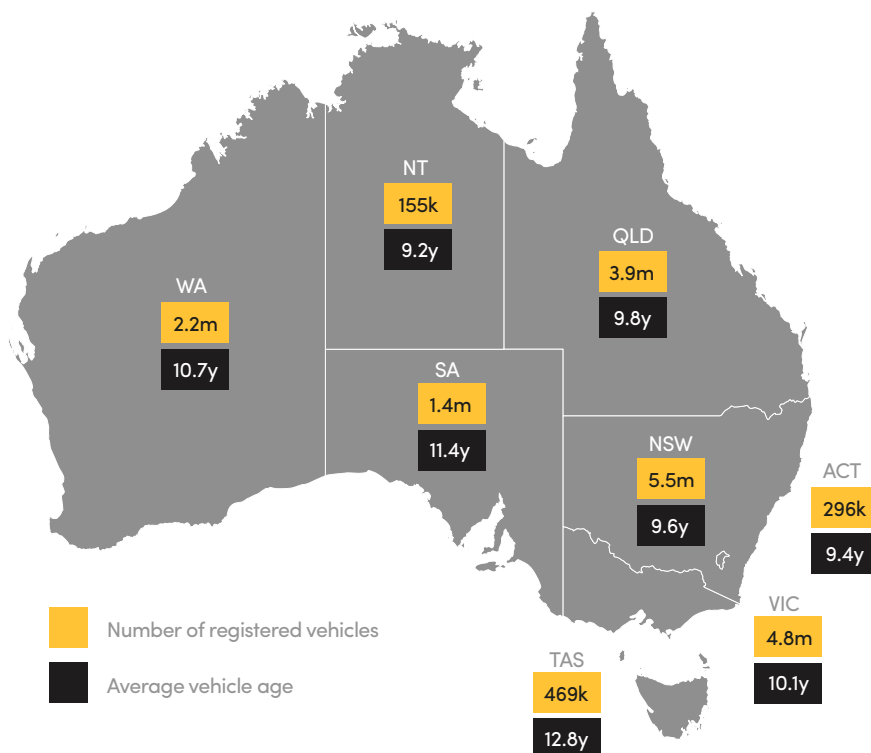 NT
155k
9.2y
QLD
3.9m
9.8y
WA
2.2m
10.7y
SA
1.4m
11.4y
NSW
5.5m
9.6y
ACT
296k
9.4y
VIC
4.8m
10.1y
TAS
469k
12.8y
Number of registered vehicles
Average vehicle age